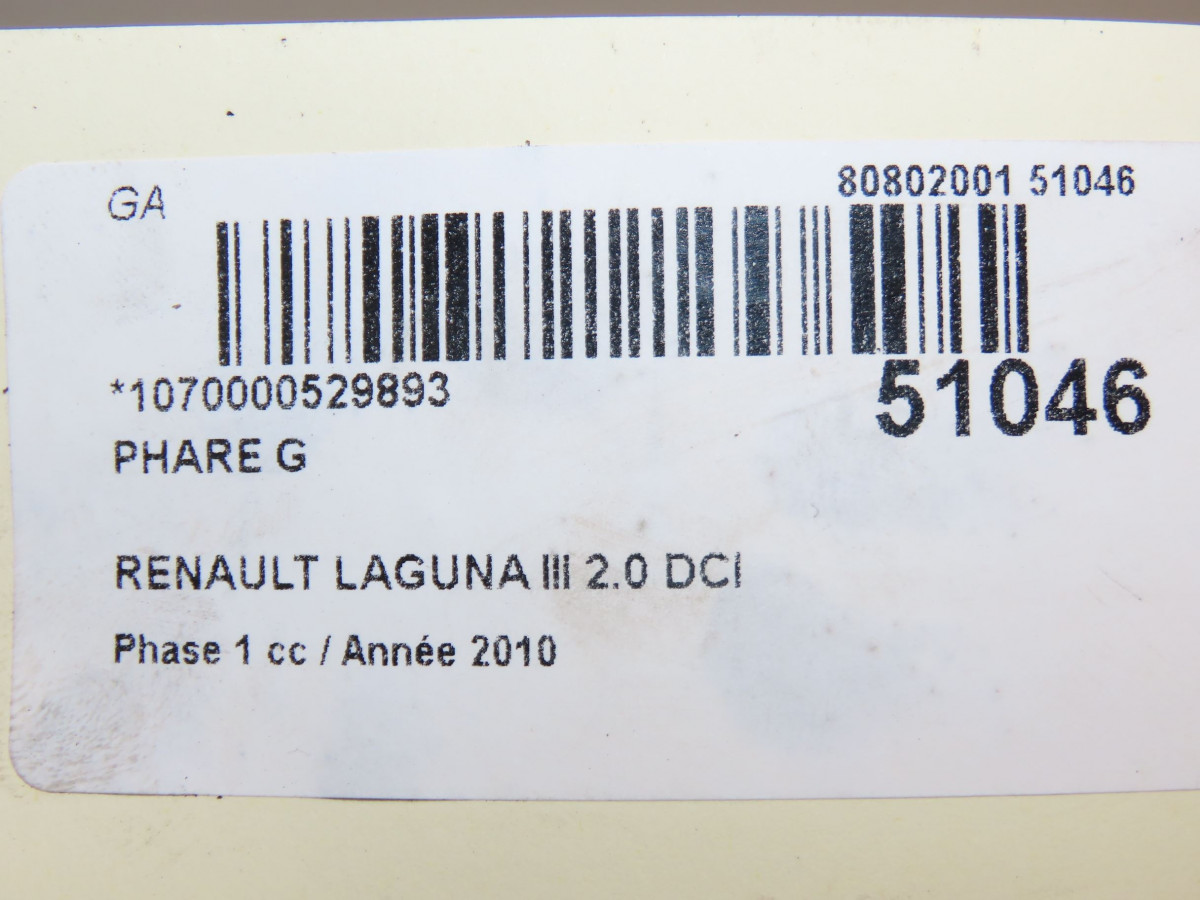 GA
80802001 51046
*1070000529893
51046
PHARE G
RENAULT LAGUNA III 2.0 DCI
Phase 1 cc / Année 2010